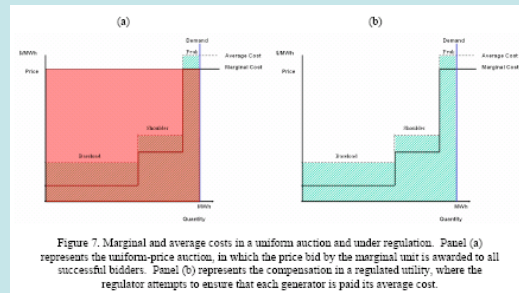 (a)
(b)
Demand
Peak
$/MWh
Average Cost
Marginal Cost
Price
Shoulder
Baseload
MWh
Quantity
Demand
Peak
$/MWh
Average Cost
Marginal Cost
Price
Shoulder
Baseload
MWh
Quantity
Figure 7. Marginal and average costs in a uniform auction and under regulation. Panel (a)
represents the uniform-price auction, in which the price bid by the marginal unit is awarded to all
successful bidders. Panel (b) represents the compensation in a regulated utility, where the
regulator attempts to ensure that each generator is paid its average cost.